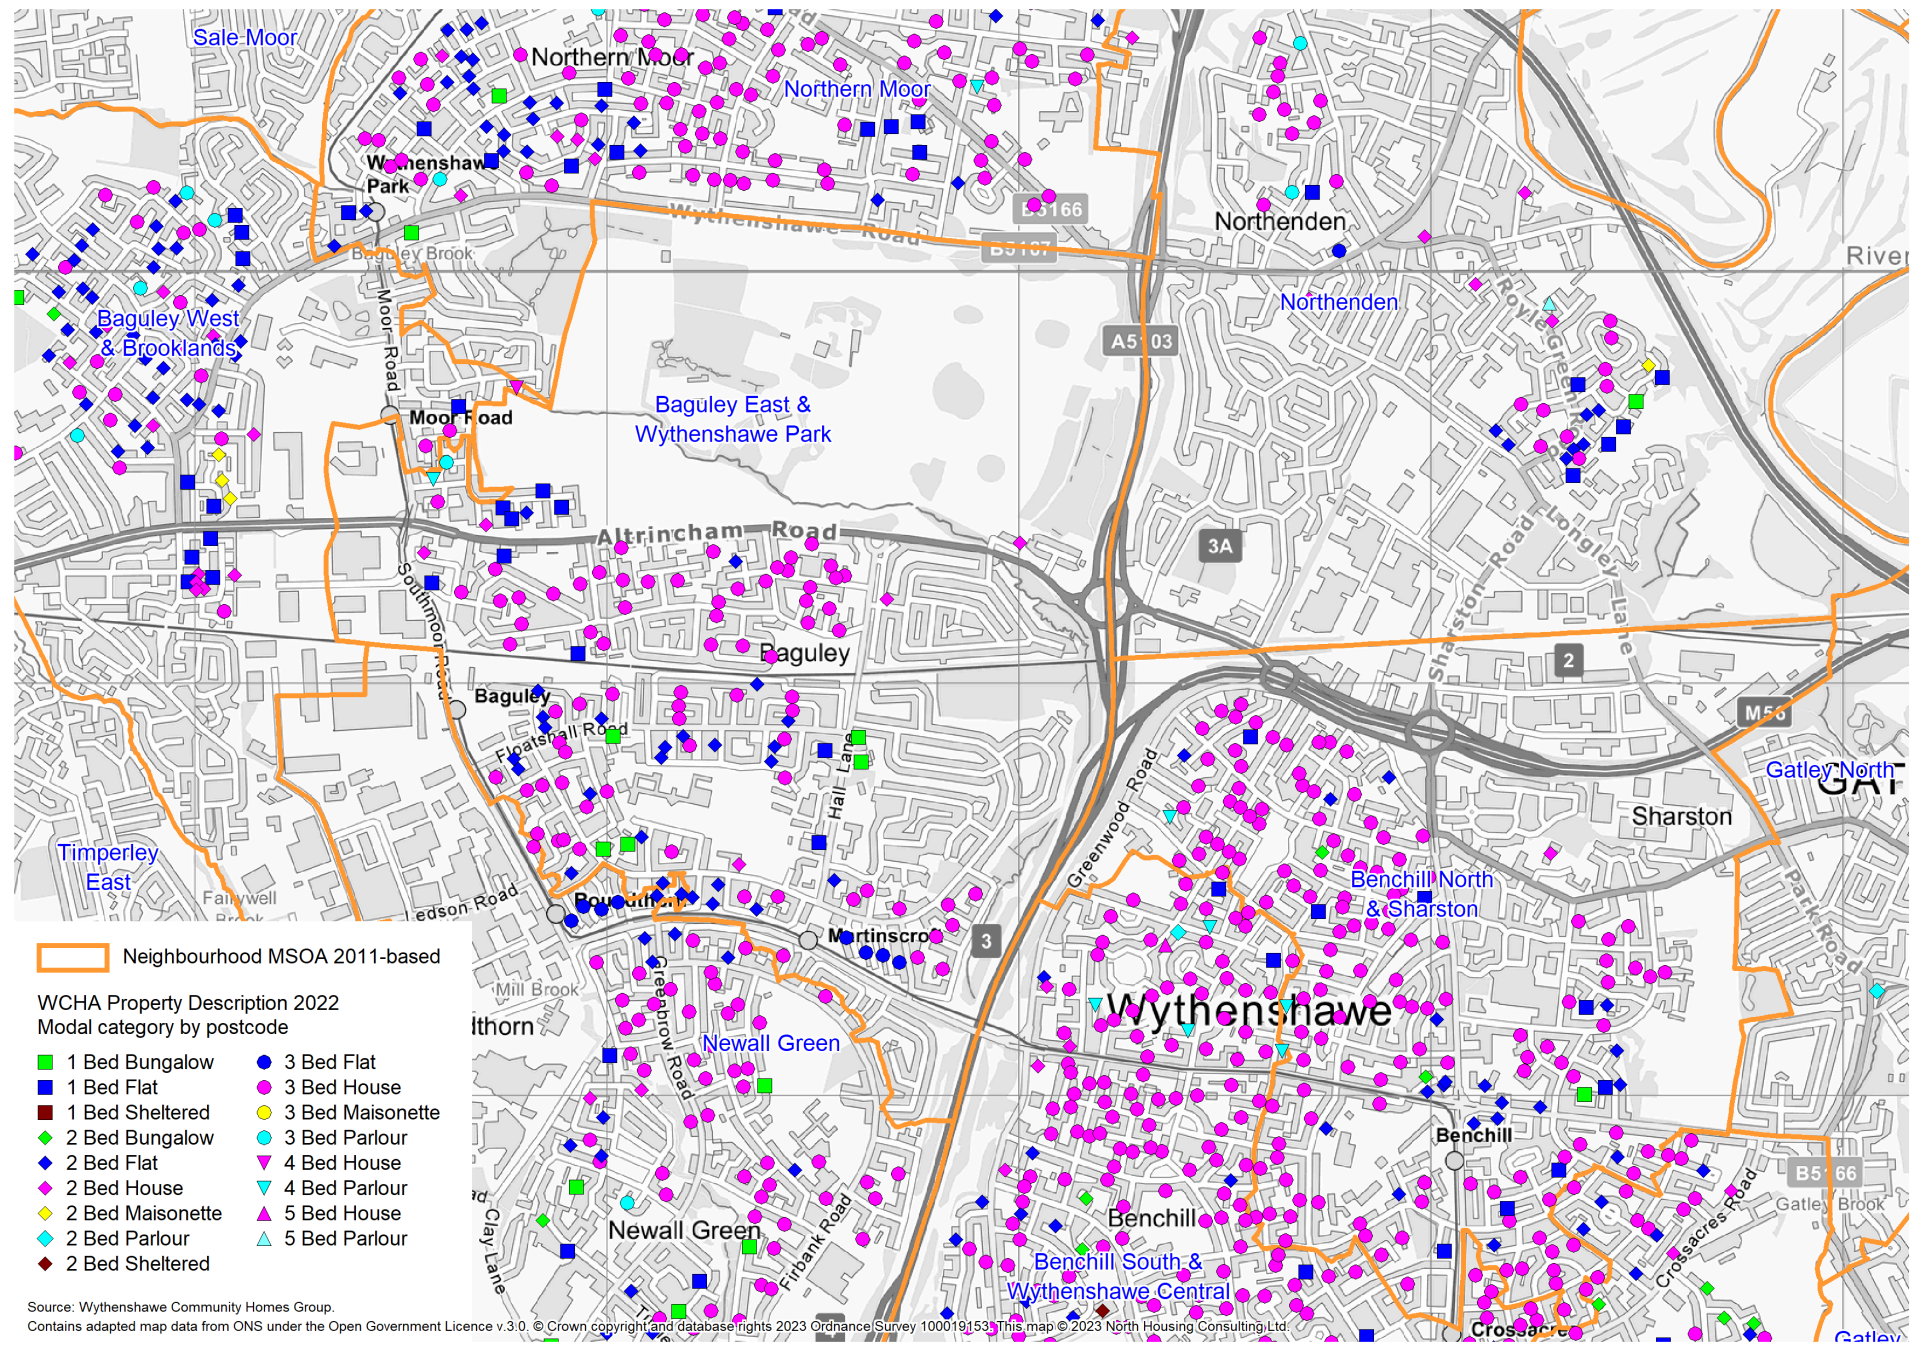 Sale Moor
Northern Moor
Northern Moor
Wythenshawe
Park
B5166
Wythenshawe Road
B5167
Northenden
Baguley Brook
River
Northenden
Moor Road
Baguley West
& Brooklands
Royle Green Road
A5103
Moor Road
Baguley East &
Wythenshawe Park
Altrincham Road
3A
Longley Lane
Sharston Road
Southmoor Road
Baguley
2
Baguley
M56
Floatshall Road
Hall Lane
Greenwood Road
Gatley North
GAT
Sharston
Timperley
East
Benchill North
& Sharston
Fairywell
Brook
edson Road
Roundthorn
Martinscroft
3
Park Road
Neighbourhood MSOA 2011-based
Mill Brook
Greenbrow Road
WCHA Property Description 2022
Modal category by postcode
dthorn
Wythenshawe
Newall Green
1 Bed Bungalow
1 Bed Flat
1 Bed Sheltered
2 Bed Bungalow
2 Bed Flat
2 Bed House
2 Bed Maisonette
2 Bed Parlour
2 Bed Sheltered
3 Bed Flat
3 Bed House
3 Bed Maisonette
3 Bed Parlour
4 Bed House
4 Bed Parlour
5 Bed House
5 Bed Parlour
Benchill
B5166
Gatley Brook
ad
Clay Lane
Newall Green
Firbank Road
Benchill
Crossacres Road
Benchill South &
Wythenshawe Central
Source: Wythenshawe Community Homes Group.
Contains adapted map data from ONS under the Open Government Licence v.3.0. © Crown copyright and database rights 2023 Ordnance Survey 100019153. This map © 2023 North Housing Consulting Ltd.
4
Crossacres
Gatley